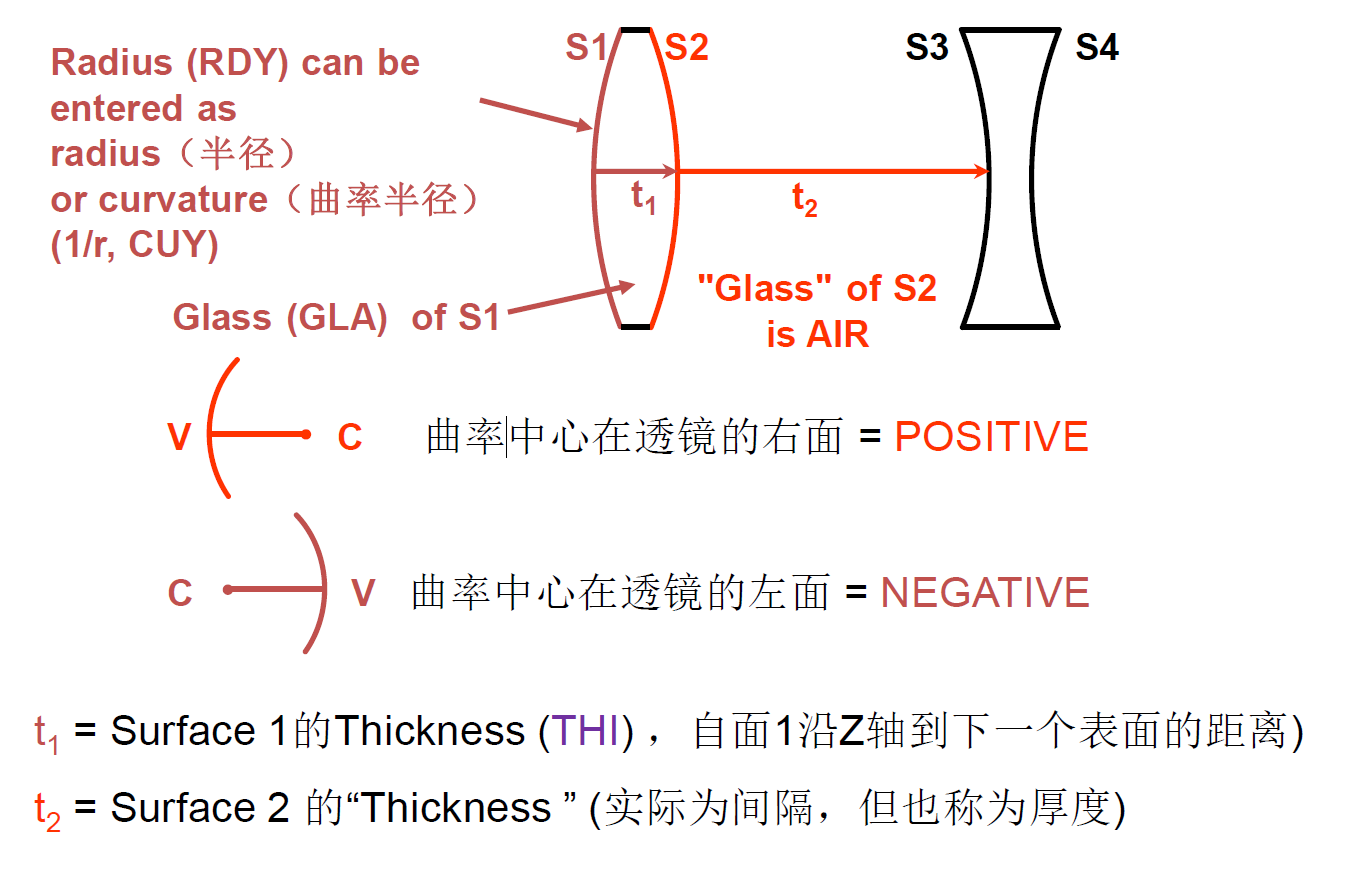 Radius (RDY) can be
entered as
radius（半径）
or curvature（曲率半径）
(1/r, CUY)
S1
S2
S3
S4
t1
t2
Glass (GLA) of S1
"Glass" of S2
is AIR
V
C
曲率中心在透镜的右面 = POSITIVE
C
V
曲率中心在透镜的左面 = NEGATIVE
t1 = Surface 1的Thickness (THI) ，自面1沿Z轴到下一个表面的距离)
t2 = Surface 2 的“Thickness ” (实际为间隔，但也称为厚度)